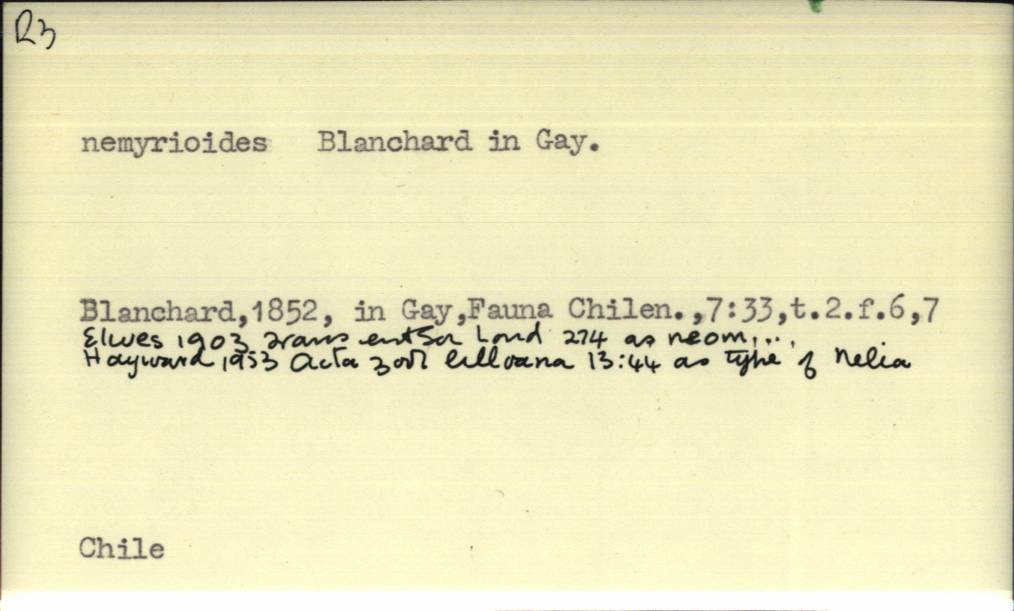 R3
nemyrioides Blanchard in Gay.
Blanchard,1852, in Gay,Fauna Chilen.,7:33,t.2.f.6,7
Elwes 1903 Trans ent Soc Lond 274 as neom....
Hayward 1953 Acta zool lilloana 13:44 as type of Nelia
Chile